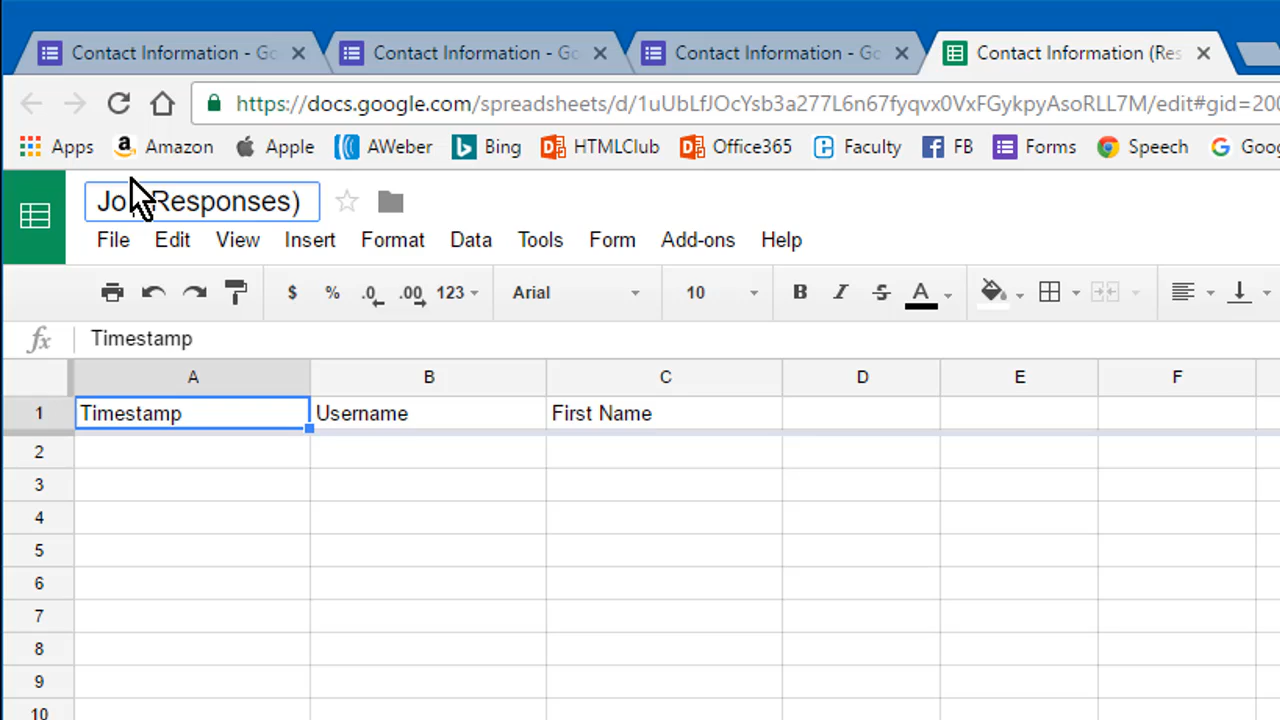 Contact Information - Go
Contact Information - Go
Contact Information - Go
Contact Information (Res
https://docs.google.com/spreadsheets/d/1uUbLfJOcYsb3a277L6n67fyqvx0VxFGykpyAsoRLL7M/edit#gid=200
Apps Amazon Apple AWeber Bing HTMLClub Office365 Faculty FB Forms Speech Goog
Responses)
File Edit View Insert Format Data Tools Form Add-ons Help
$ % .0 .00 123 Arial 10 B I S A
fx Timestamp
A B C D E F
1 Timestamp Username First Name
2
3
4
5
6
7
8
9
10